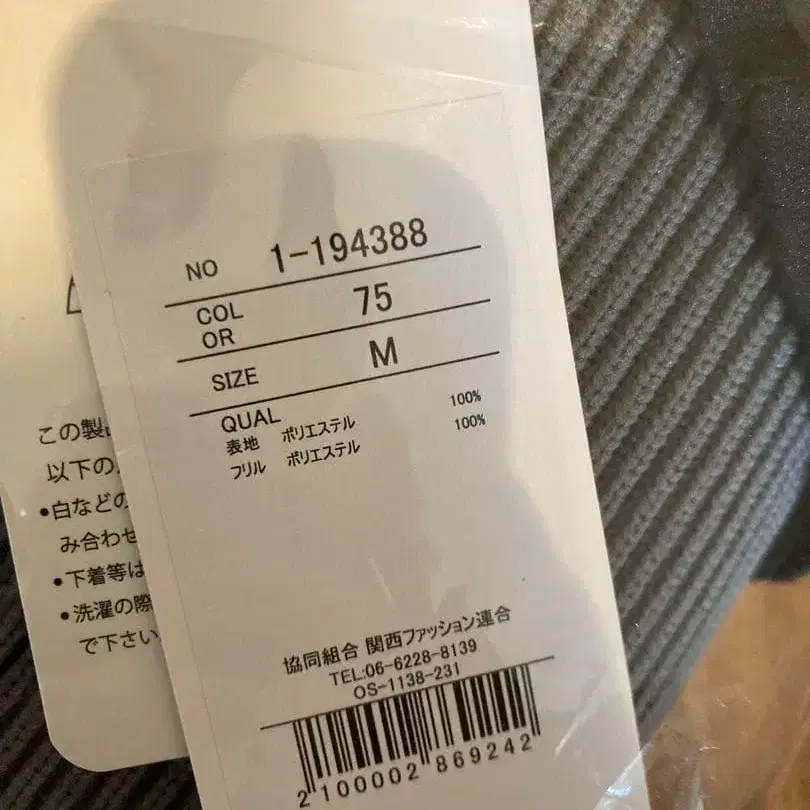 NO 1-194388
COL OR 75
SIZE M
QUAL
表地 ポリエステル 100%
フリル ポリエステル 100%
協同組合 関西ファッション連合
TEL:06-6228-8139
OS-1138-231
2100002869242
この製品
以下の
•白などの
み合わせ
•下着等は
•洗濯の際
で下さい